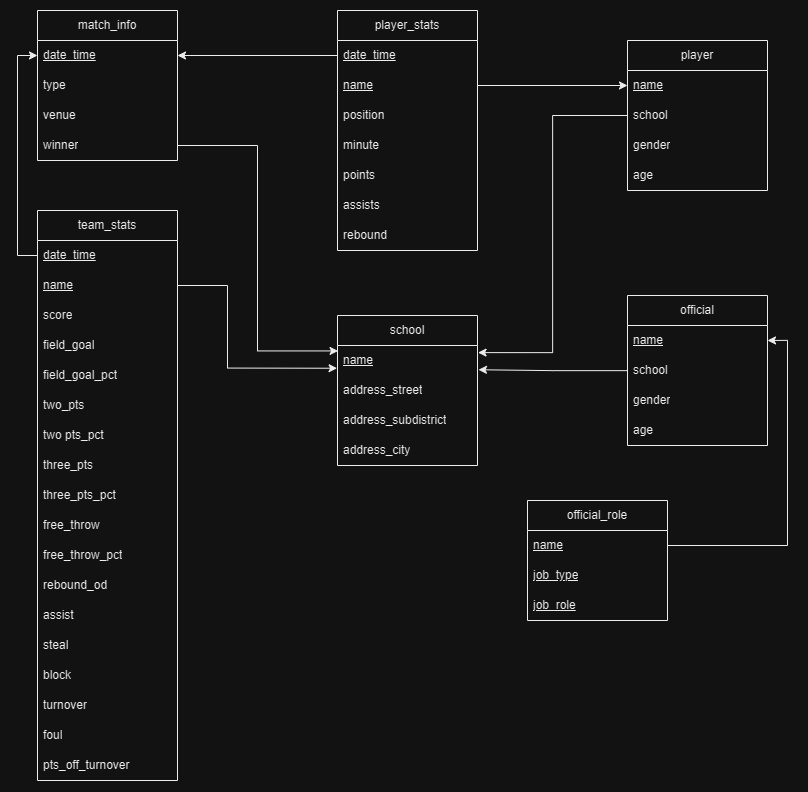 match_info
date_time
type
venue
winner
player_stats
date_time
name
position
minute
points
assists
rebound
player
name
school
gender
age
team_stats
date_time
name
score
field_goal
field_goal_pct
two_pts
two pts_pct
three_pts
three_pts_pct
free_throw
free_throw_pct
rebound_od
assist
steal
block
turnover
foul
pts_off_turnover
school
name
address_street
address_subdistrict
address_city
official
name
school
gender
age
official_role
name
job_type
job_role